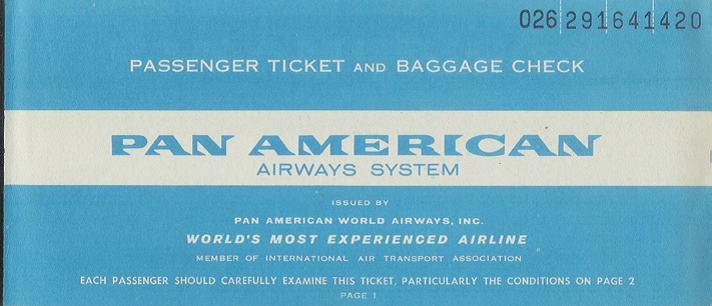 026 291641420
PASSENGER TICKET AND BAGGAGE CHECK
PAN AMERICAN
AIRWAYS SYSTEM
ISSUED BY
PAN AMERICAN WORLD AIRWAYS, INC.
WORLD'S MOST EXPERIENCED AIRLINE
MEMBER OF INTERNATIONAL AIR TRANSPORT ASSOCIATION
EACH PASSENGER SHOULD CAREFULLY EXAMINE THIS TICKET, PARTICULARLY THE CONDITIONS ON PAGE 2
PAGE 1